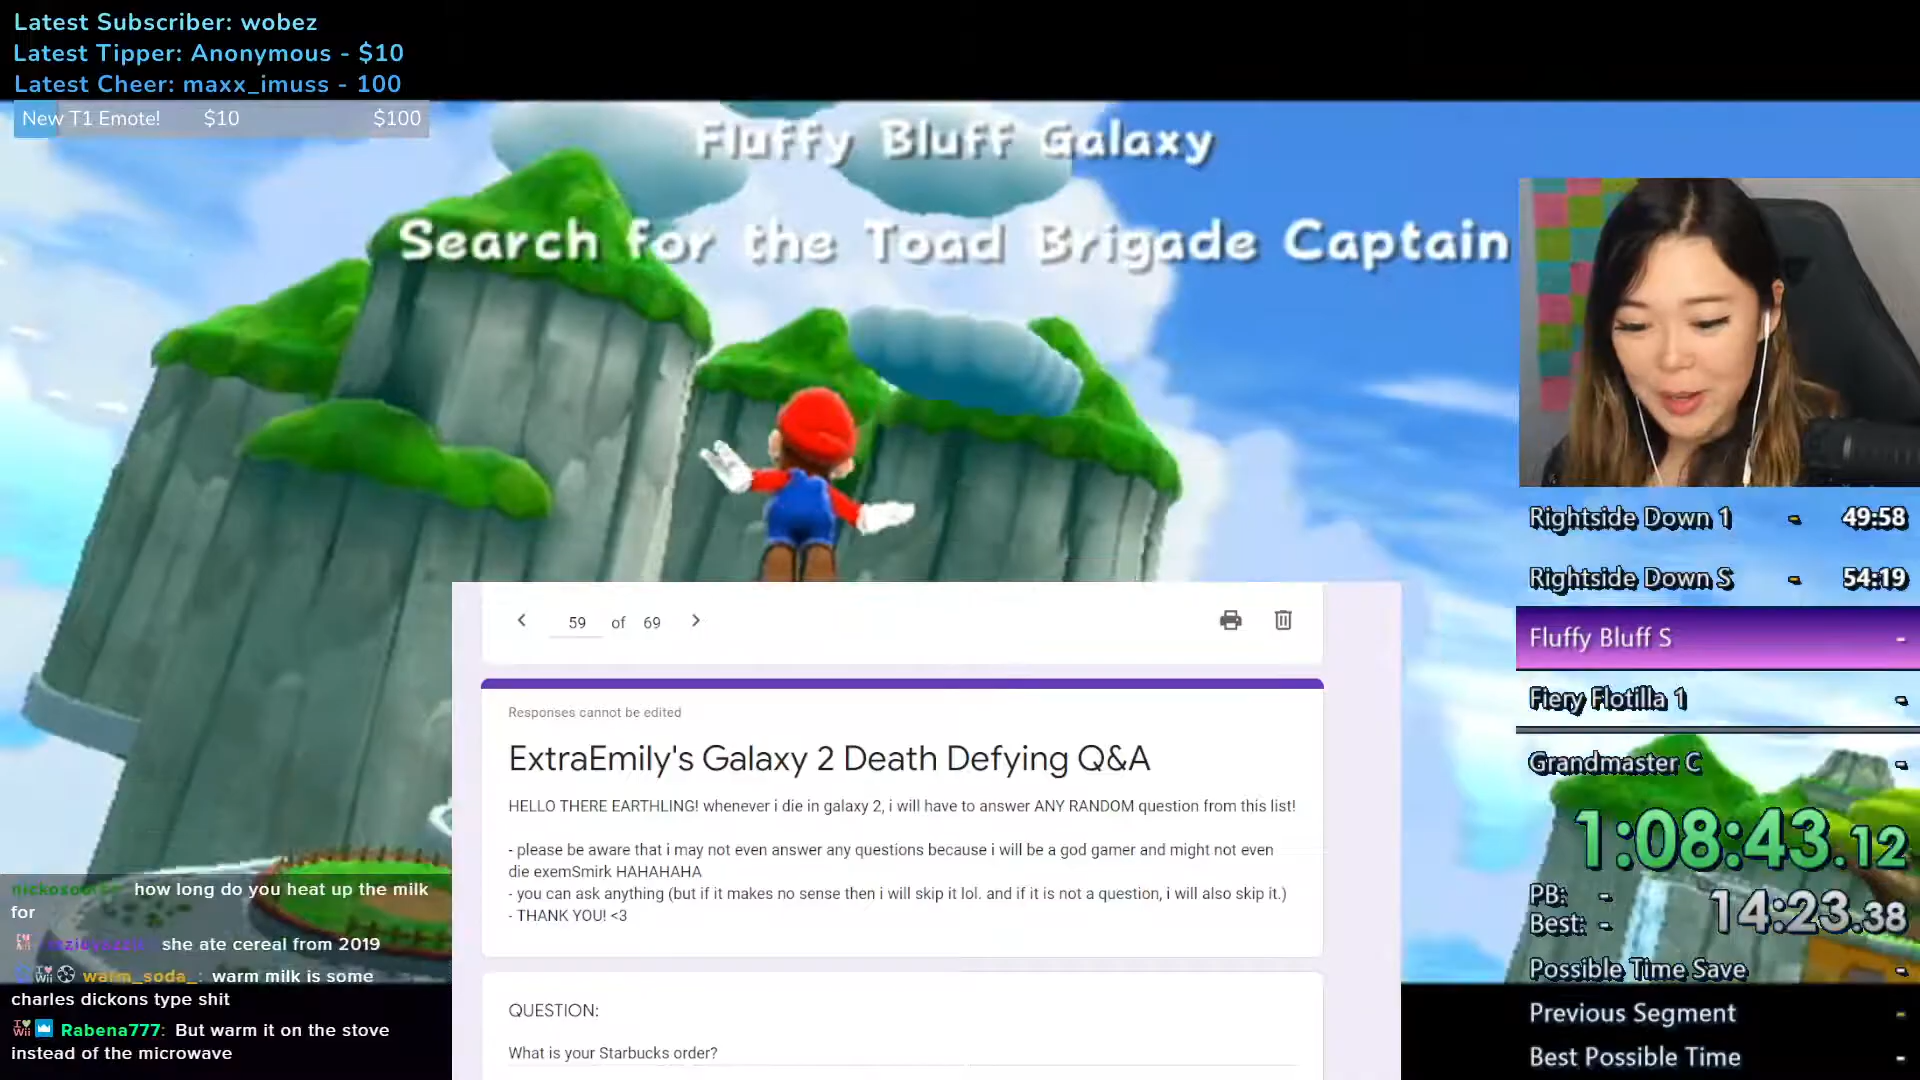 Latest Subscriber: wobez
Latest Tipper: Anonymous - $10
Latest Cheer: maxx_imuss - 100
New T1 Emote! $10 $100
Fluffy Bluff Galaxy
Search for the Toad Brigade Captain
Rightside Down 1 - 49:58
Rightside Down S - 54:19
Fluffy Bluff S -
Fiery Flotilla 1 -
Grandmaster C -
1:08:43.12
PB: -
Best: -
14:23.38
Possible Time Save -
Previous Segment -
Best Possible Time -
59 of 69
Responses cannot be edited
ExtraEmily's Galaxy 2 Death Defying Q&A
HELLO THERE EARTHLING! whenever i die in galaxy 2, i will have to answer ANY RANDOM question from this list!
- please be aware that i may not even answer any questions because i will be a god gamer and might not even
die exemSmirk HAHAHAHA
- you can ask anything (but if it makes no sense then i will skip it lol. and if it is not a question, i will also skip it.)
- THANK YOU! <3
QUESTION:
What is your Starbucks order?
how long do you heat up the milk
for
she ate cereal from 2019
warm_soda_: warm milk is some
charles dickons type shit
Rabena777: But warm it on the stove
instead of the microwave